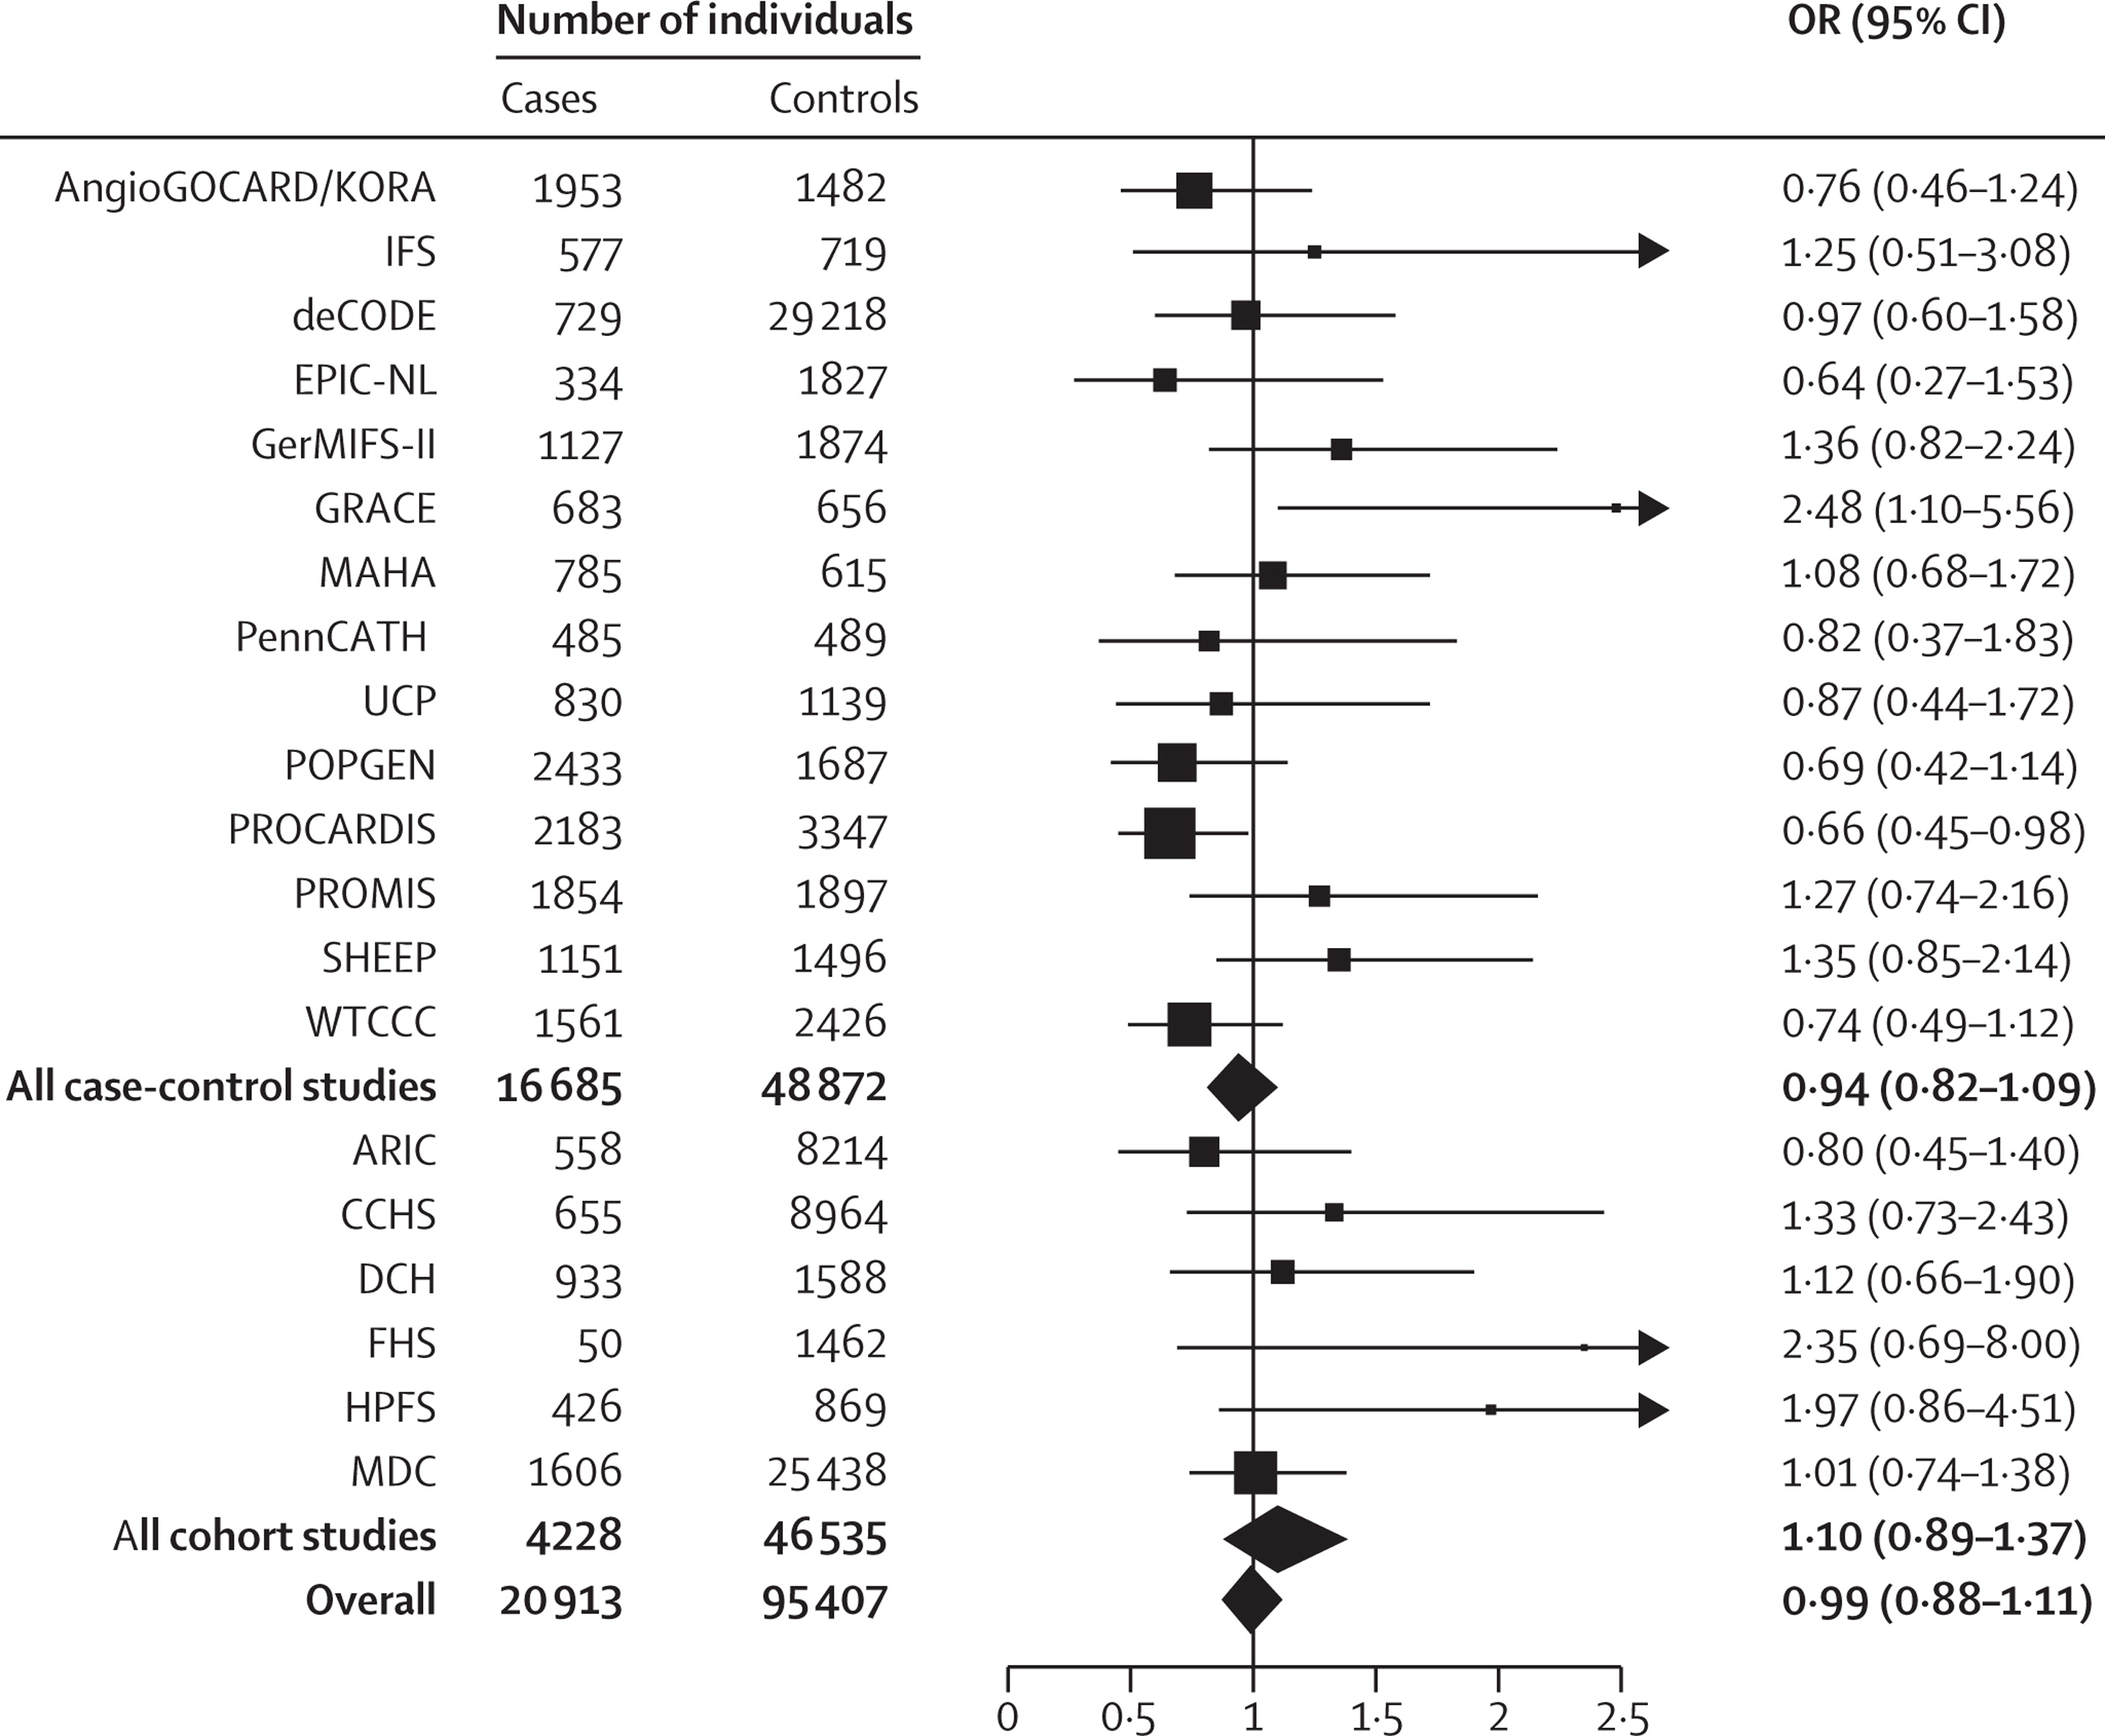 Number of individuals OR (95% CI)
Cases Controls
AngioGOCARD/KORA 1953 1482 0·76 (0·46–1·24)
IFS 577 719 1·25 (0·51–3·08)
deCODE 729 29 218 0·97 (0·60–1·58)
EPIC-NL 334 1827 0·64 (0·27–1·53)
GerMIFS-II 1127 1874 1·36 (0·82–2·24)
GRACE 683 656 2·48 (1·10–5·56)
MAHA 785 615 1·08 (0·68–1·72)
PennCATH 485 489 0·82 (0·37–1·83)
UCP 830 1139 0·87 (0·44–1·72)
POPGEN 2433 1687 0·69 (0·42–1·14)
PROCARDIS 2183 3347 0·66 (0·45–0·98)
PROMIS 1854 1897 1·27 (0·74–2·16)
SHEEP 1151 1496 1·35 (0·85–2·14)
WTCCC 1561 2426 0·74 (0·49–1·12)
All case-control studies 16 685 48 872 0·94 (0·82–1·09)
ARIC 558 8214 0·80 (0·45–1·40)
CCHS 655 8964 1·33 (0·73–2·43)
DCH 933 1588 1·12 (0·66–1·90)
FHS 50 1462 2·35 (0·69–8·00)
HPFS 426 869 1·97 (0·86–4·51)
MDC 1606 25 438 1·01 (0·74–1·38)
All cohort studies 4228 46 535 1·10 (0·89–1·37)
Overall 20 913 95 407 0·99 (0·88–1·11)
0 0·5 1 1·5 2 2·5